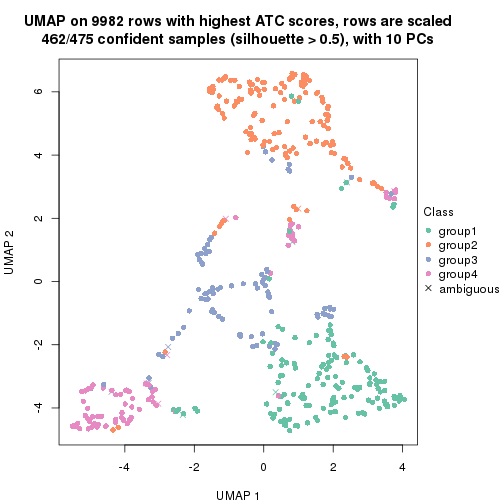 UMAP on 9982 rows with highest ATC scores, rows are scaled
462/475 confident samples (silhouette > 0.5), with 10 PCs
6
4
2
0
-2
-4
UMAP 2
-4
-2
0
2
4
UMAP 1
Class
group1
group2
group3
group4
ambiguous